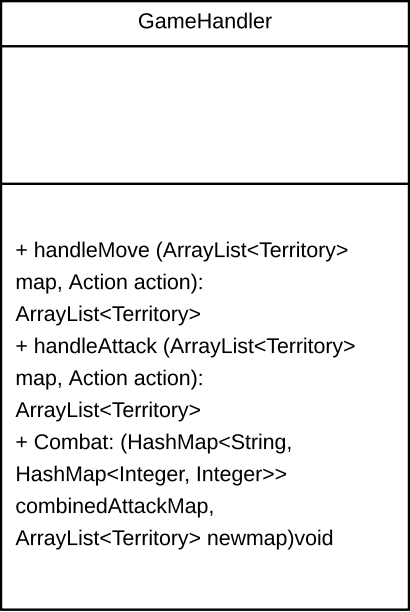 GameHandler
+ handleMove (ArrayList<Territory>
map, Action action):
ArrayList<Territory>
+ handleAttack (ArrayList<Territory>
map, Action action):
ArrayList<Territory>
+ Combat: (HashMap<String,
HashMap<Integer, Integer>>
combinedAttackMap,
ArrayList<Territory> newmap)void